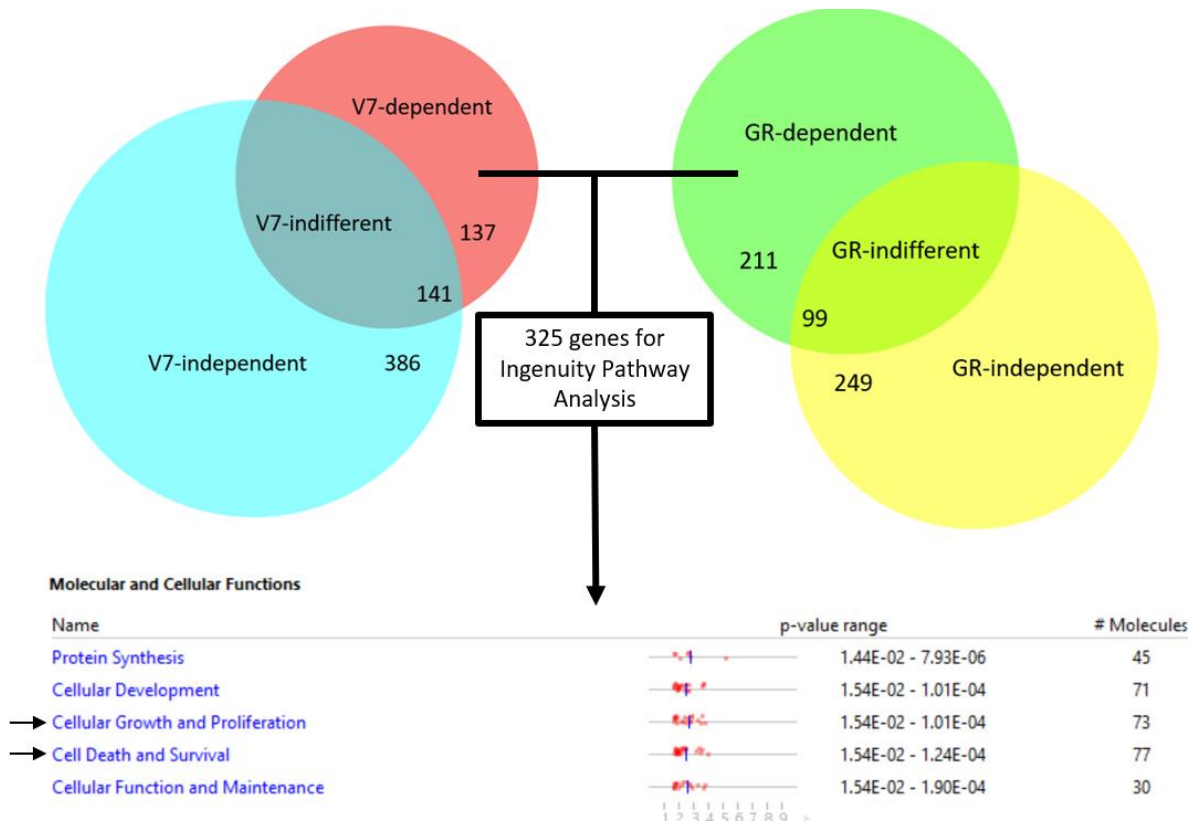 V7-dependent
V7-indifferent
137
141
V7-independent
386
GR-dependent
GR-indifferent
211
99
GR-independent
249
325 genes for
Ingenuity Pathway
Analysis
Molecular and Cellular Functions
Name p-value range # Molecules
Protein Synthesis 1.44E-02 - 7.93E-06 45
Cellular Development 1.54E-02 - 1.01E-04 71
Cellular Growth and Proliferation 1.54E-02 - 1.01E-04 73
Cell Death and Survival 1.54E-02 - 1.24E-04 77
Cellular Function and Maintenance 1.54E-02 - 1.90E-04 30
1 2 3 4 5 6 7 8 9 >